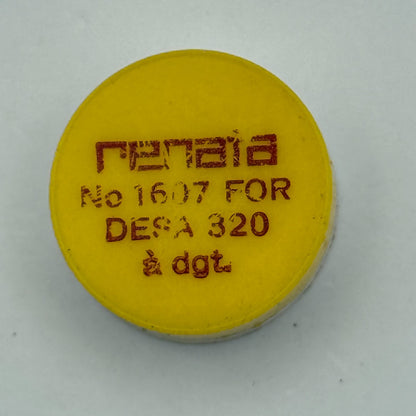 renata
No 1607 FOR
DESA 320
à dgt.